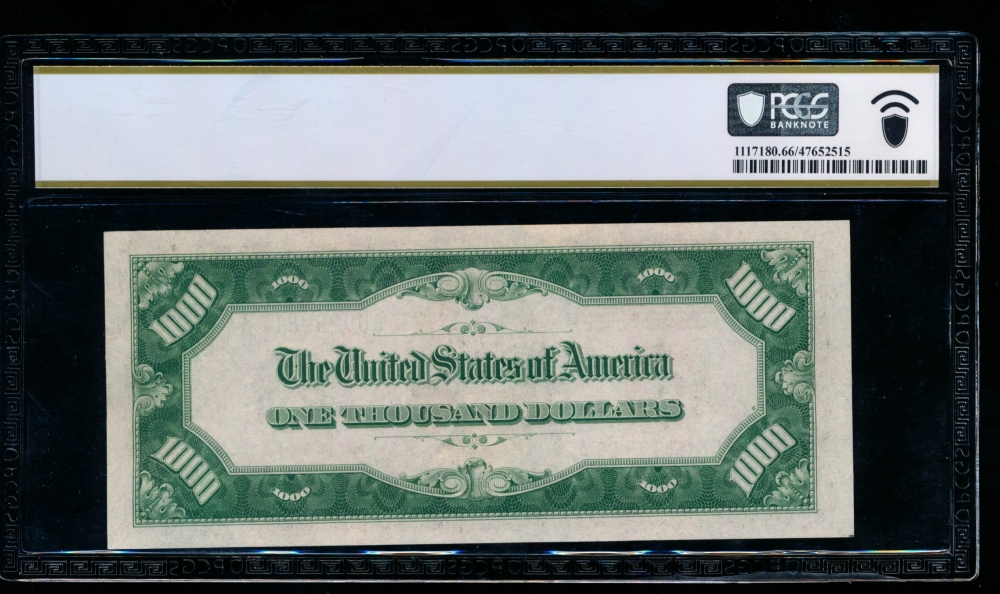 PCGS
BANKNOTE
1117180.66/47652515
1000 1000 1000 1000
The United States of America
ONE THOUSAND DOLLARS
1000 1000 1000 1000